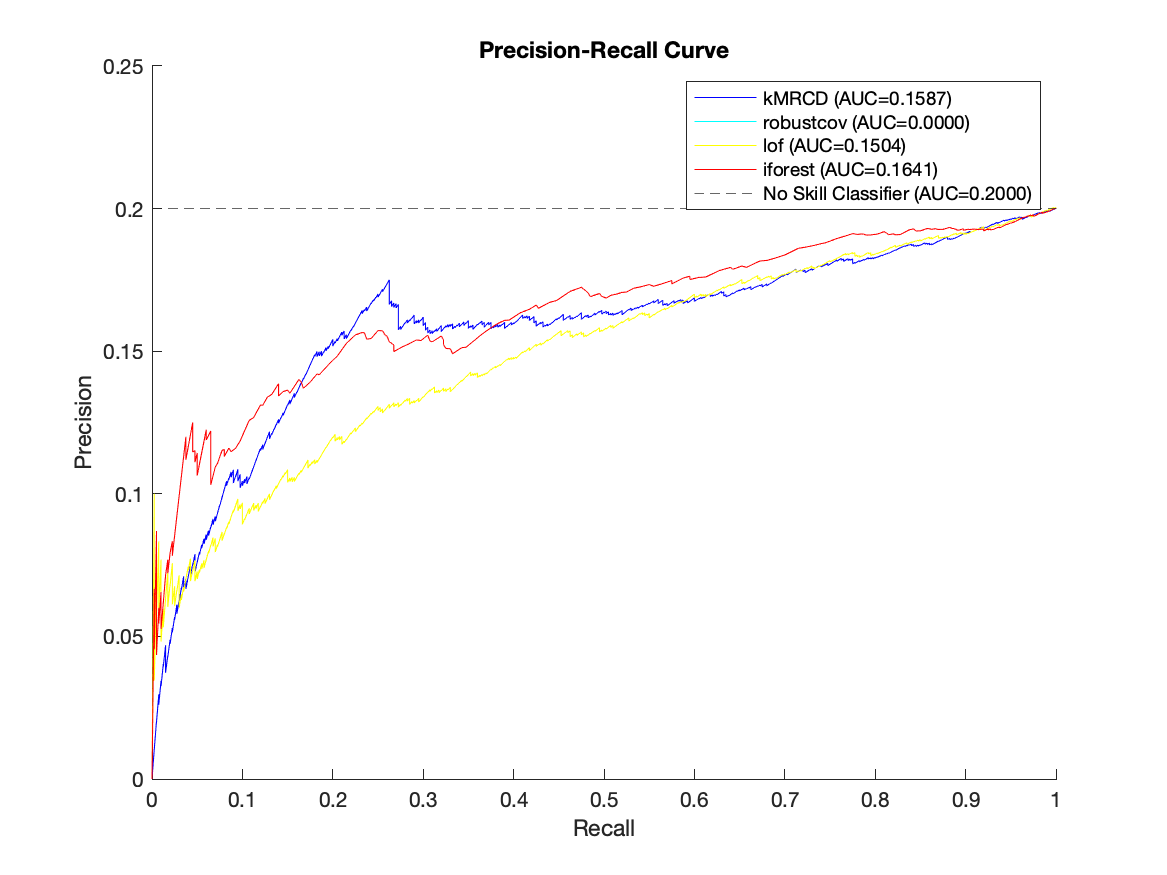 Precision-Recall Curve
0.25
0.2
0.15
0.1
0.05
0
Precision
kMRCD (AUC=0.1587)
robustcov (AUC=0.0000)
lof (AUC=0.1504)
iforest (AUC=0.1641)
No Skill Classifier (AUC=0.2000)
0 0.1 0.2 0.3 0.4 0.5 0.6 0.7 0.8 0.9 1
Recall